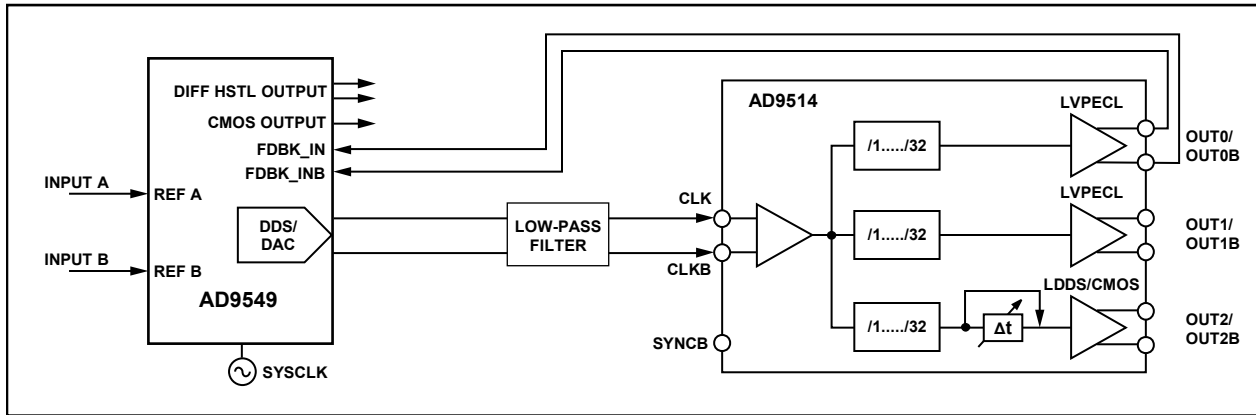 DIFF HSTL OUTPUT
CMOS OUTPUT
FDBK_IN
FDBK_INB
INPUT A
REF A
DDS/
DAC
INPUT B
REF B
AD9549
SYSCLK
LOW-PASS
FILTER
CLK
CLKB
SYNCB
AD9514
/1...../32
LVPECL
OUT0/
OUT0B
/1...../32
LVPECL
OUT1/
OUT1B
/1...../32
Δt
LDDS/CMOS
OUT2/
OUT2B